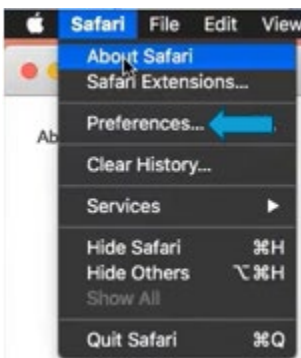 Safari File Edit View
About Safari
Safari Extensions...
Ab
Preferences...
Clear History...
Services
Hide Safari ⌘H
Hide Others ⌥⌘H
Show All
Quit Safari ⌘Q